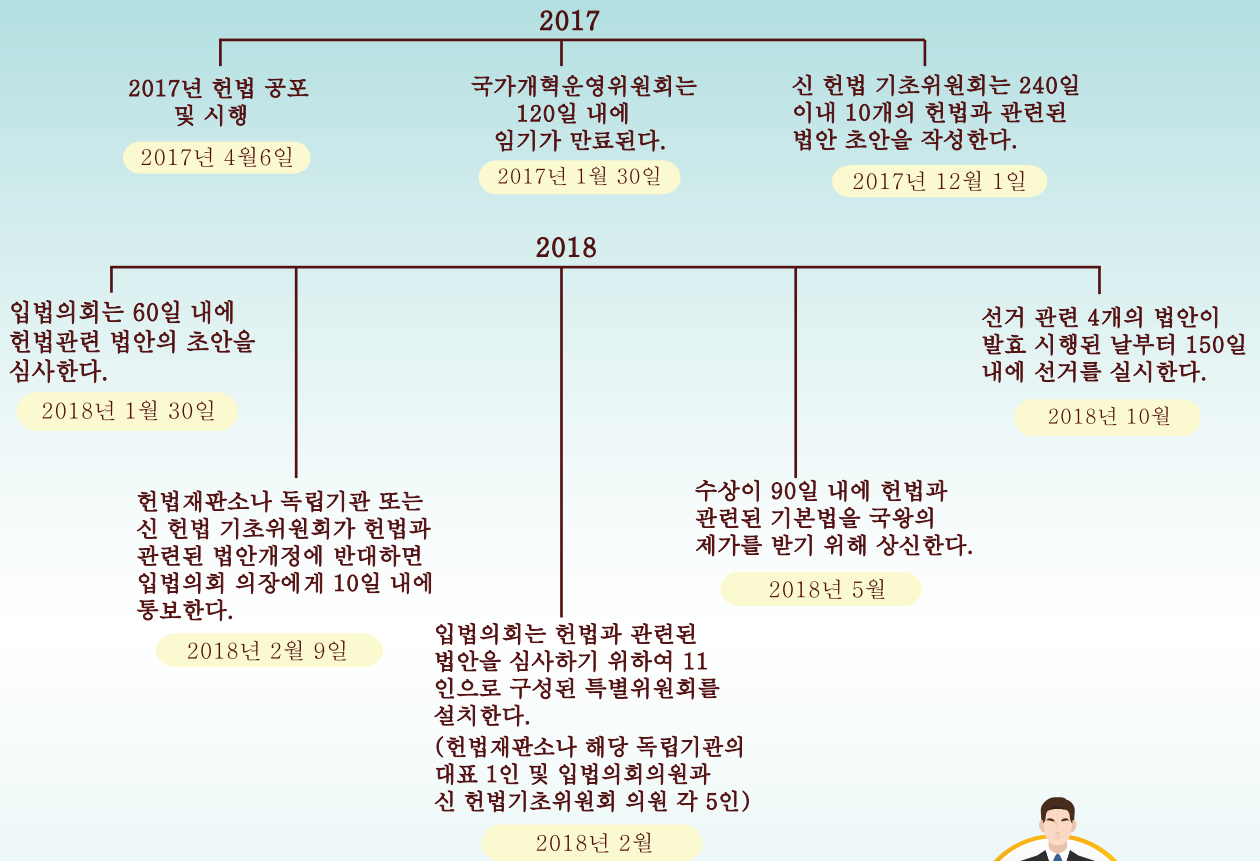 2017
2017년 헌법 공포
및 시행
2017년 4월6일
국가개혁운영위원회는
120일 내에
임기가 만료된다.
2017년 1월 30일
신 헌법 기초위원회는 240일
이내 10개의 헌법과 관련된
법안 초안을 작성한다.
2017년 12월 1일
2018
입법의회는 60일 내에
헌법관련 법안의 초안을
심사한다.
2018년 1월 30일
헌법재판소나 독립기관 또는
신 헌법 기초위원회가 헌법과
관련된 법안개정에 반대하면
입법의회 의장에게 10일 내에
통보한다.
2018년 2월 9일
입법의회는 헌법과 관련된
법안을 심사하기 위하여 11
인으로 구성된 특별위원회를
설치한다.
(헌법재판소나 해당 독립기관의
대표 1인 및 입법의회의원과
신 헌법기초위원회 의원 각 5인)
2018년 2월
수상이 90일 내에 헌법과
관련된 기본법을 국왕의
제가를 받기 위해 상신한다.
2018년 5월
선거 관련 4개의 법안이
발효 시행된 날부터 150일
내에 선거를 실시한다.
2018년 10월